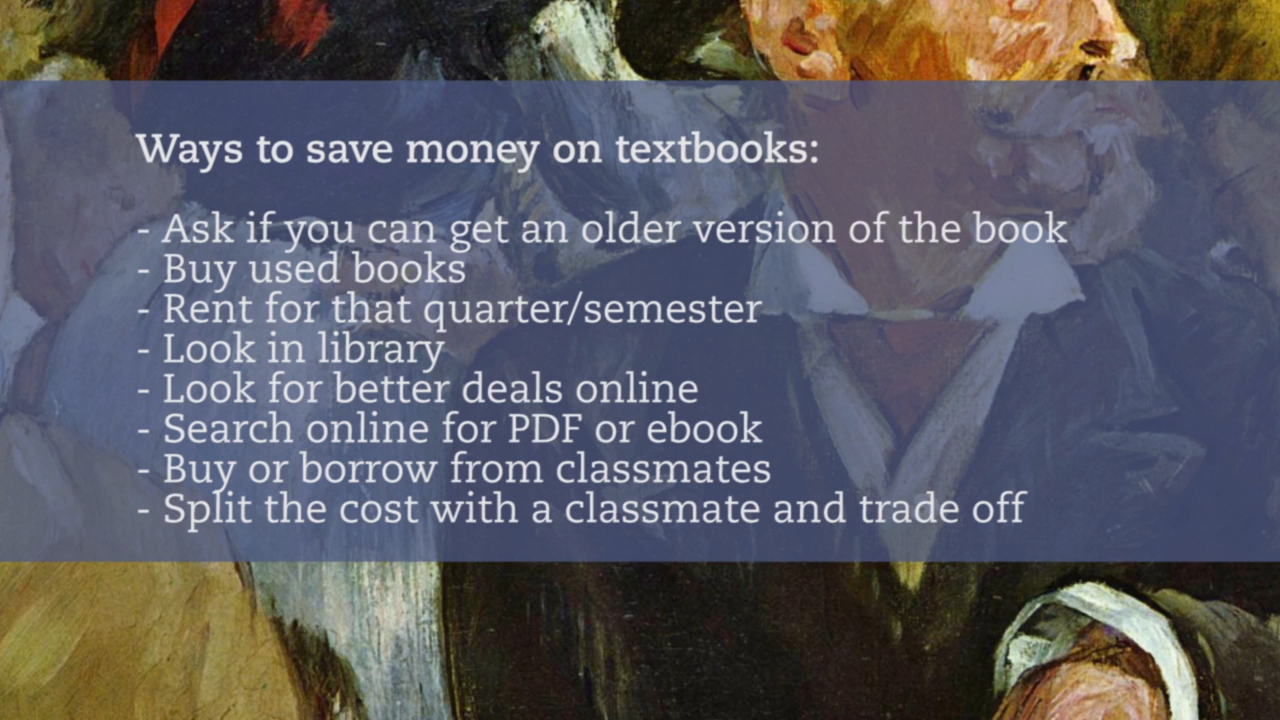 Ways to save money on textbooks:
- Ask if you can get an older version of the book
- Buy used books
- Rent for that quarter/semester
- Look in library
- Look for better deals online
- Search online for PDF or ebook
- Buy or borrow from classmates
- Split the cost with a classmate and trade off